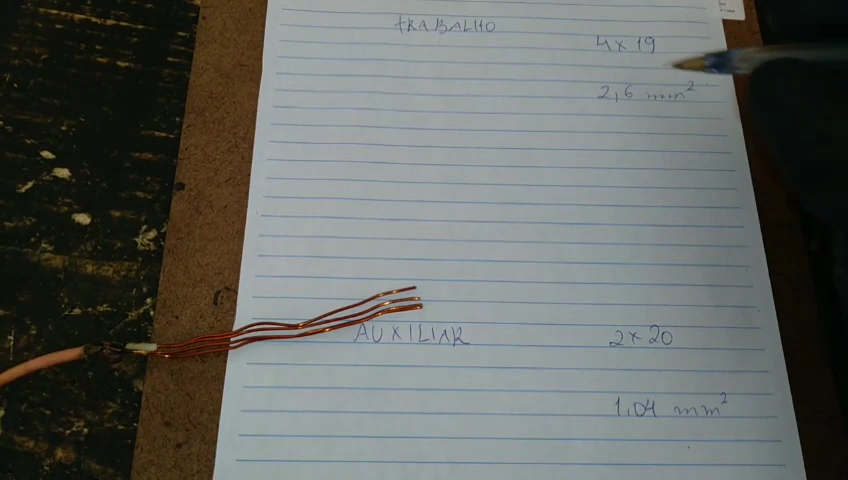 TRABALHO
4x19
2,6 mm²
AUXILIAR
2x20
1,04 mm²